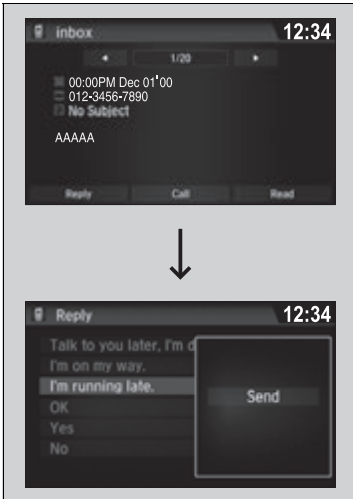 inbox 12:34
1/20
00:00PM Dec 01'00
012-3456-7890
No Subject
AAAAA
Reply Call Read
Reply 12:34
Talk to you later, I'm d
I'm on my way.
I'm running late.
Send
OK
Yes
No